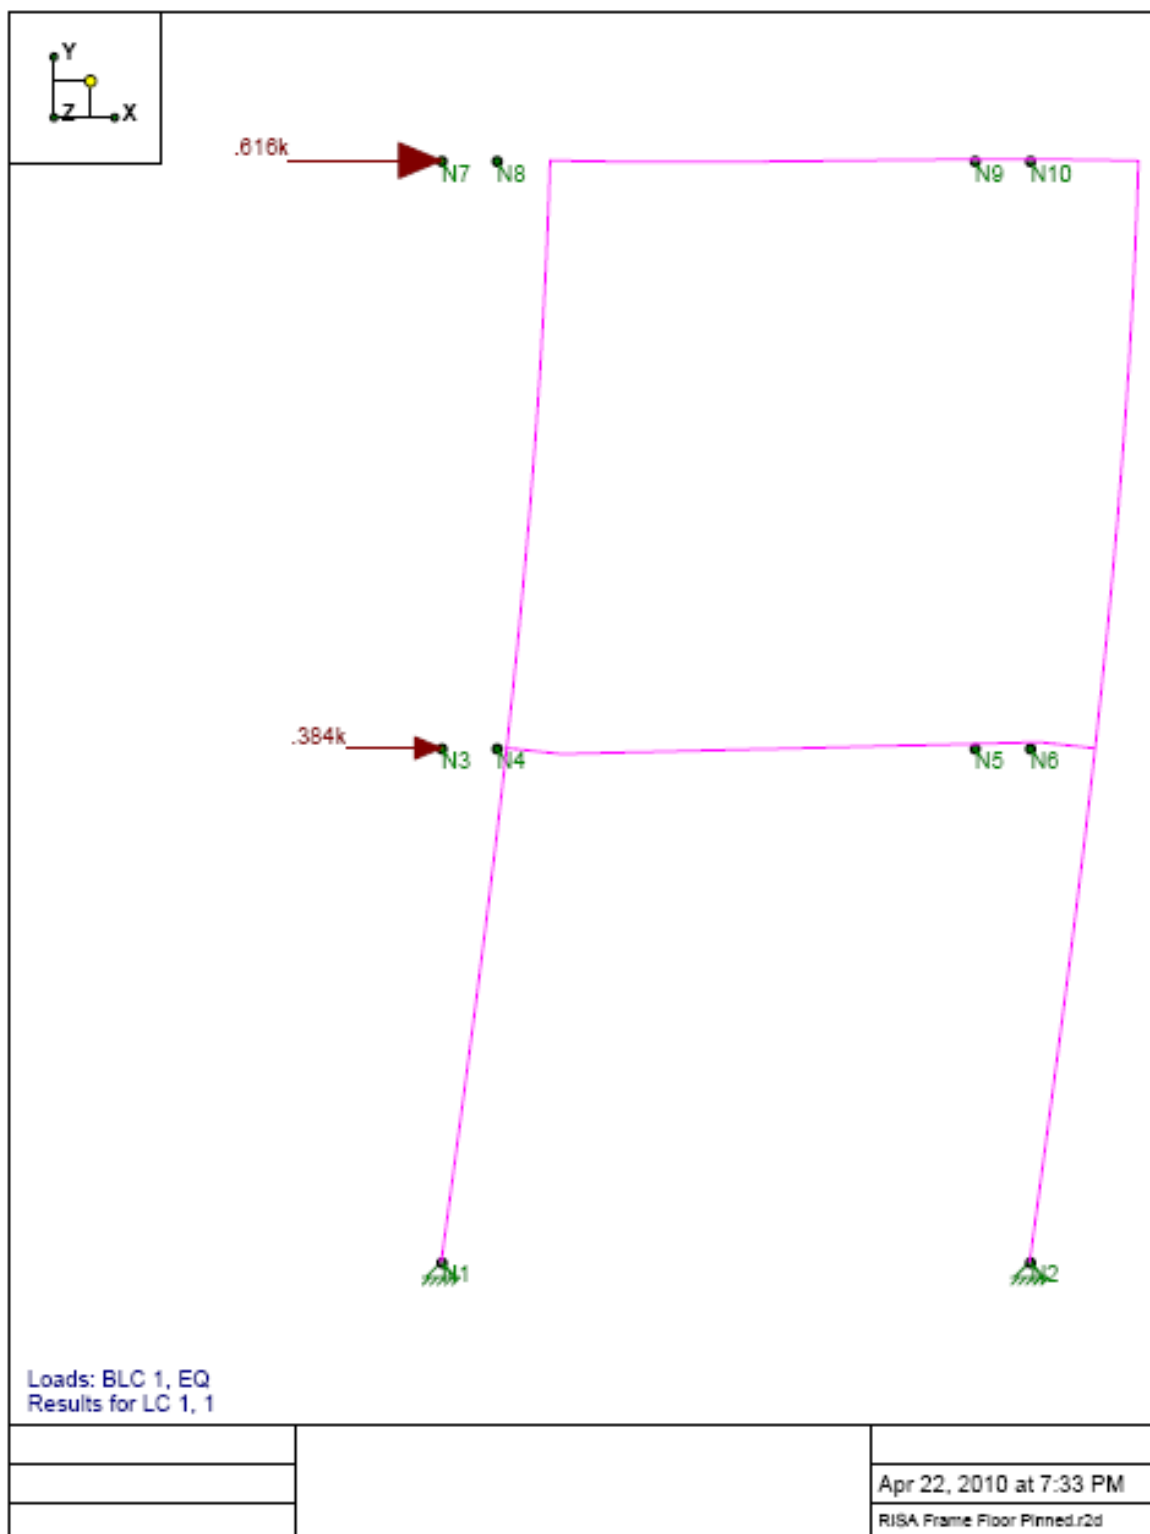 Y
Z X
.616k
N7 N8 N9 N10
.384k
N3 N4 N5 N6
N1 N2
Loads: BLC 1, EQ
Results for LC 1, 1
Apr 22, 2010 at 7:33 PM
RISA Frame Floor Pinned.r2d